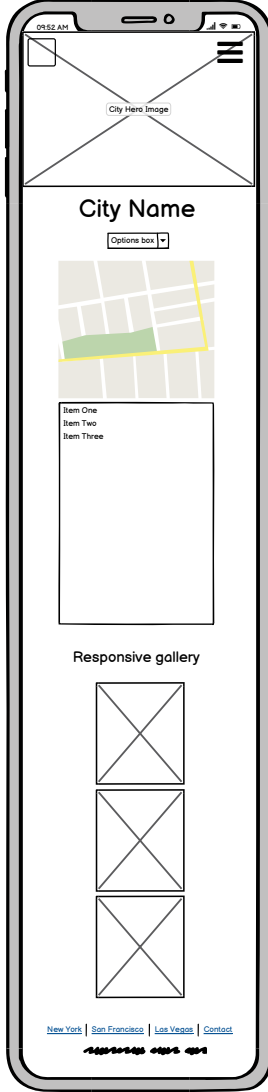 09:52 AM
City Hero Image
City Name
Options box
Item One
Item Two
Item Three
Responsive gallery
New York | San Francisco | Las Vegas | Contact